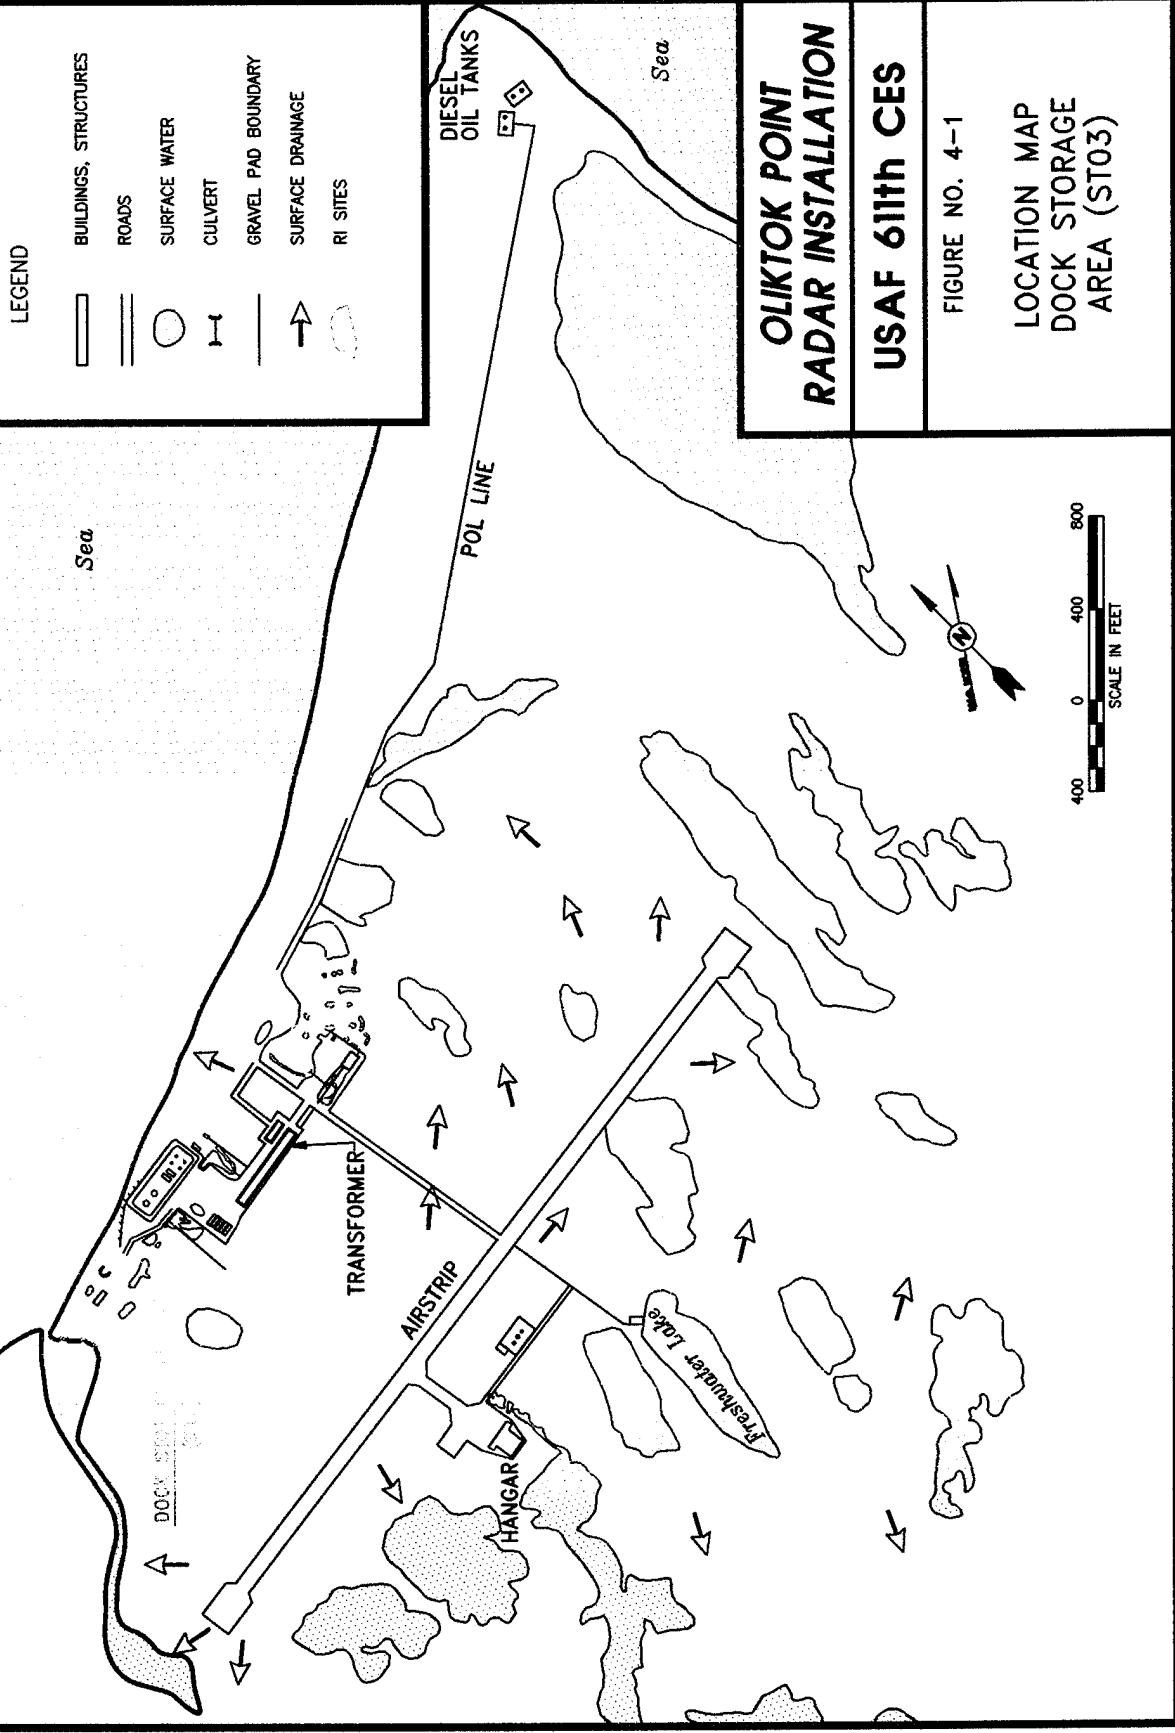 LEGEND
BUILDINGS, STRUCTURES
ROADS
SURFACE WATER
CULVERT
GRAVEL PAD BOUNDARY
SURFACE DRAINAGE
RI SITES
Sea
DIESEL
OIL TANKS
Sea
POL LINE
TRANSFORMER
AIRSTRIP
HANGAR
Freshwater Lake
DOCK
N
400
0
400
800
SCALE IN FEET
OLIKTOK POINT
RADAR INSTALLATION
USAF 611th CES
FIGURE NO. 4-1
LOCATION MAP
DOCK STORAGE
AREA (ST03)